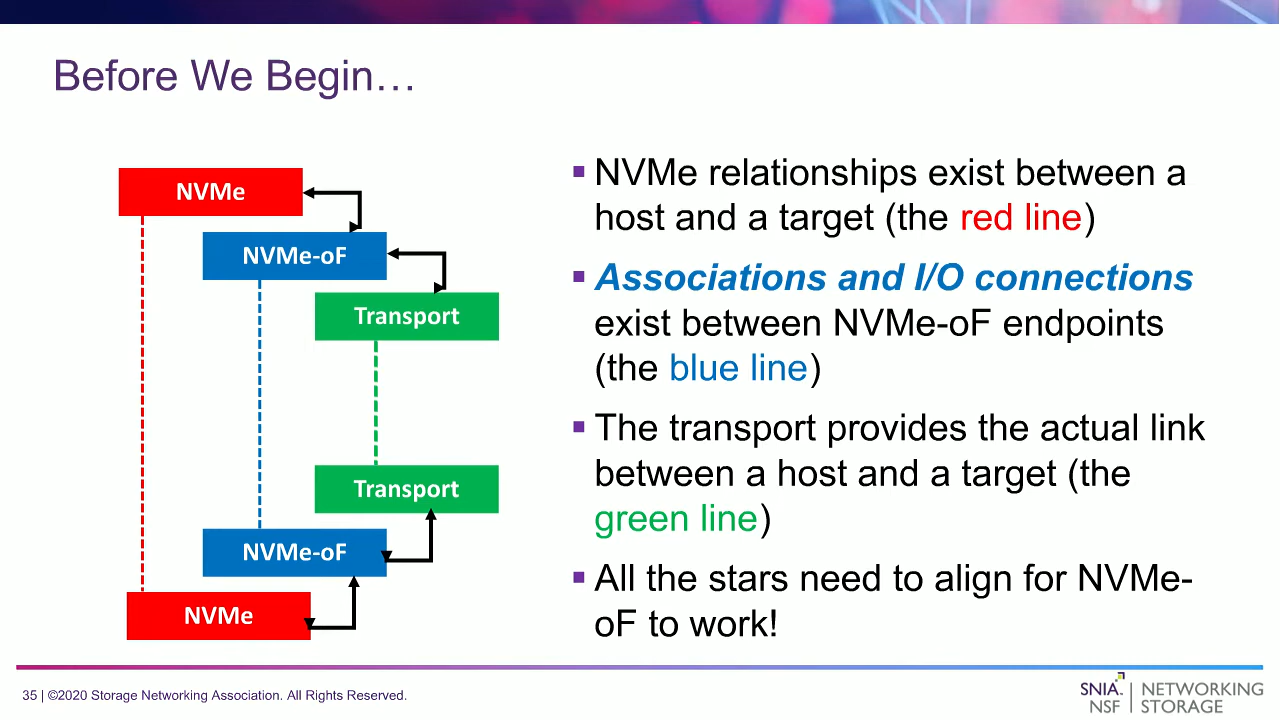 Before We Begin…
NVMe
NVMe-oF
Transport
Transport
NVMe-oF
NVMe
▪ NVMe relationships exist between a
host and a target (the red line)
▪ Associations and I/O connections
exist between NVMe-oF endpoints
(the blue line)
▪ The transport provides the actual link
between a host and a target (the
green line)
▪ All the stars need to align for NVMe-
oF to work!
35 | ©2020 Storage Networking Association. All Rights Reserved.
SNIA™ | NETWORKING
NSF | STORAGE